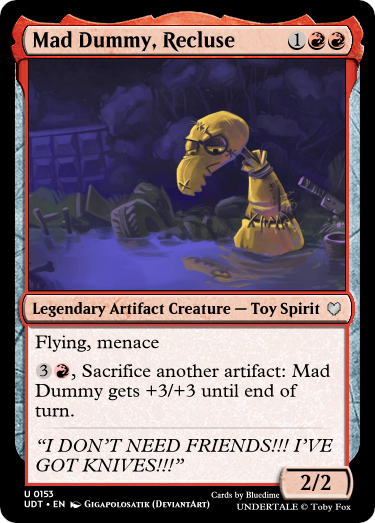 Mad Dummy, Recluse 1
Legendary Artifact Creature — Toy Spirit
Flying, menace
3, Sacrifice another artifact: Mad
Dummy gets +3/+3 until end of
turn.
“I DON’T NEED FRIENDS!!! I’VE
GOT KNIVES!!!”
2/2
U 0153
UDT • EN Gigapolosatik (DeviantArt)
Cards by Bluedime
UNDERTALE © Toby Fox